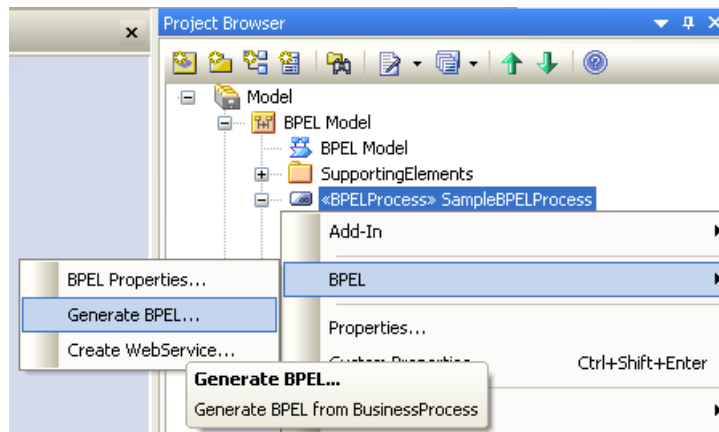 Project Browser
Model
BPEL Model
BPEL Model
SupportingElements
«BPELProcess» SampleBPELProcess
Add-In
BPEL Properties...
BPEL
Generate BPEL...
Properties...
Create WebService...
Ctrl+Shift+Enter
Generate BPEL...
Generate BPEL from BusinessProcess